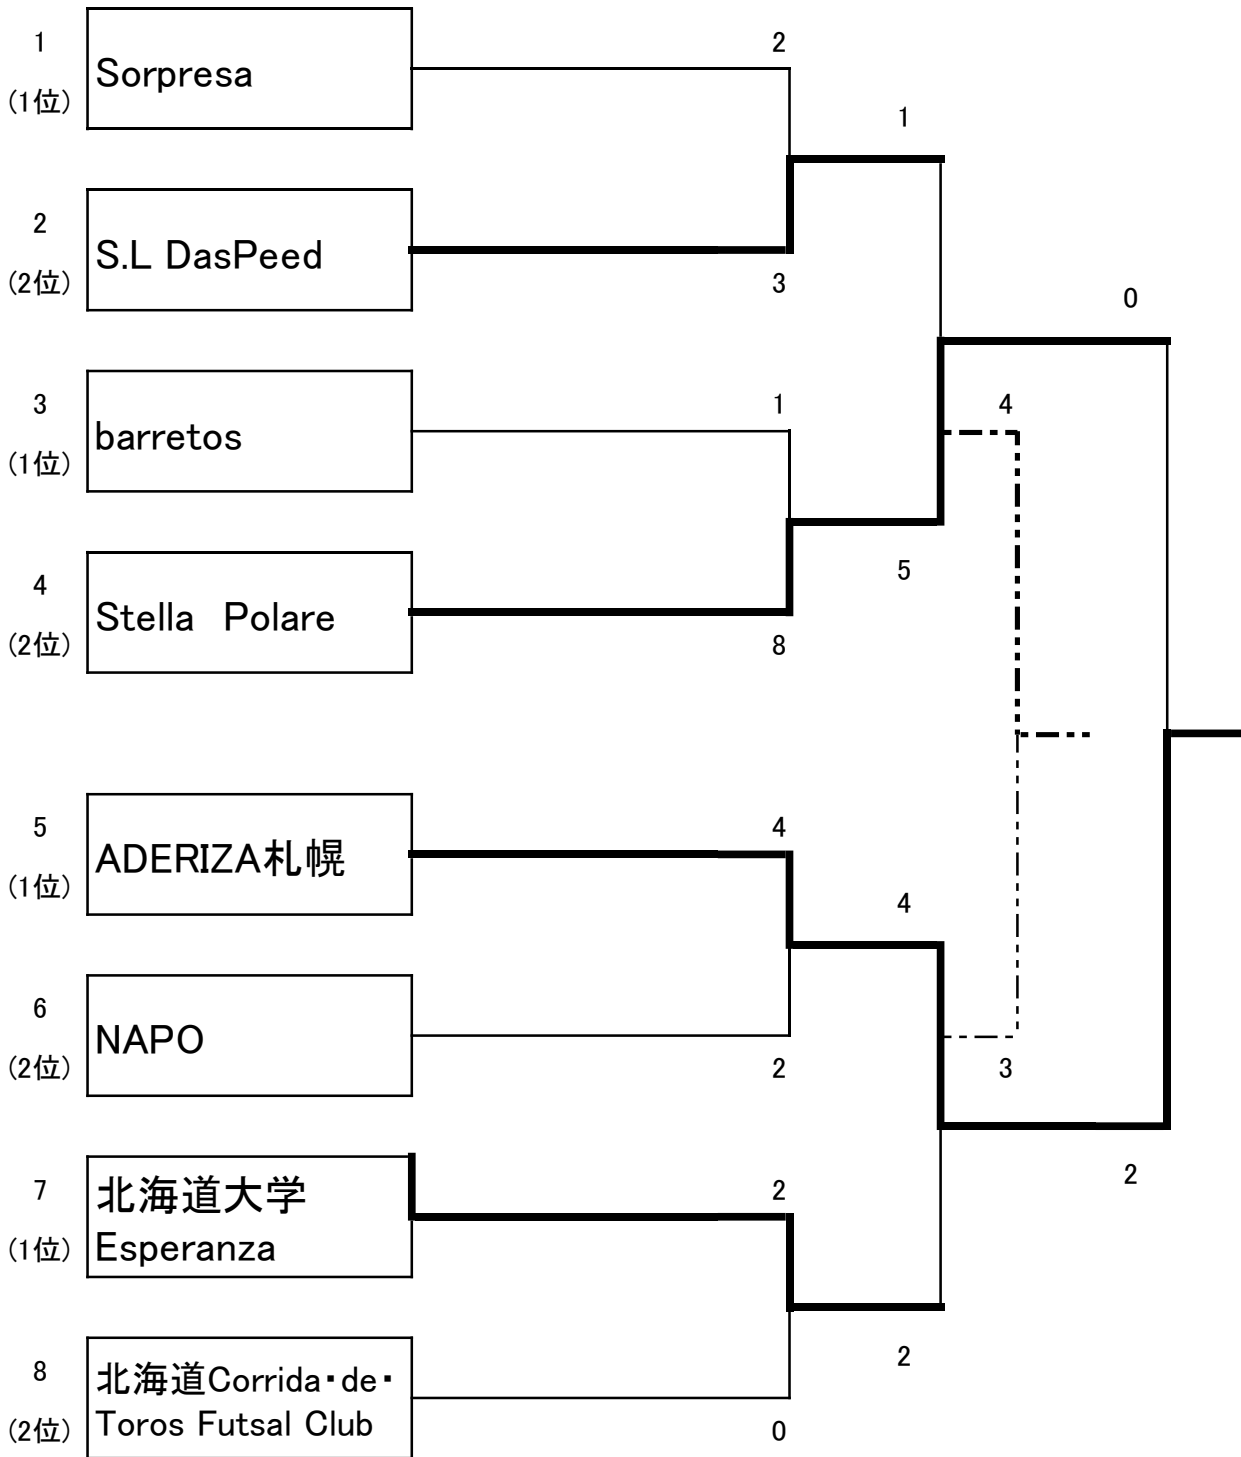 1
(1位)
Sorpresa
2
1
2
(2位)
S.L DasPeed
3
0
3
(1位)
barretos
1
4
4
(2位)
Stella　Polare
8
5
5
(1位)
ADERIZA札幌
4
4
6
(2位)
NAPO
2
3
7
(1位)
北海道大学
Esperanza
2
2
8
(2位)
北海道Corrida・de・
Toros Futsal Club
0
2